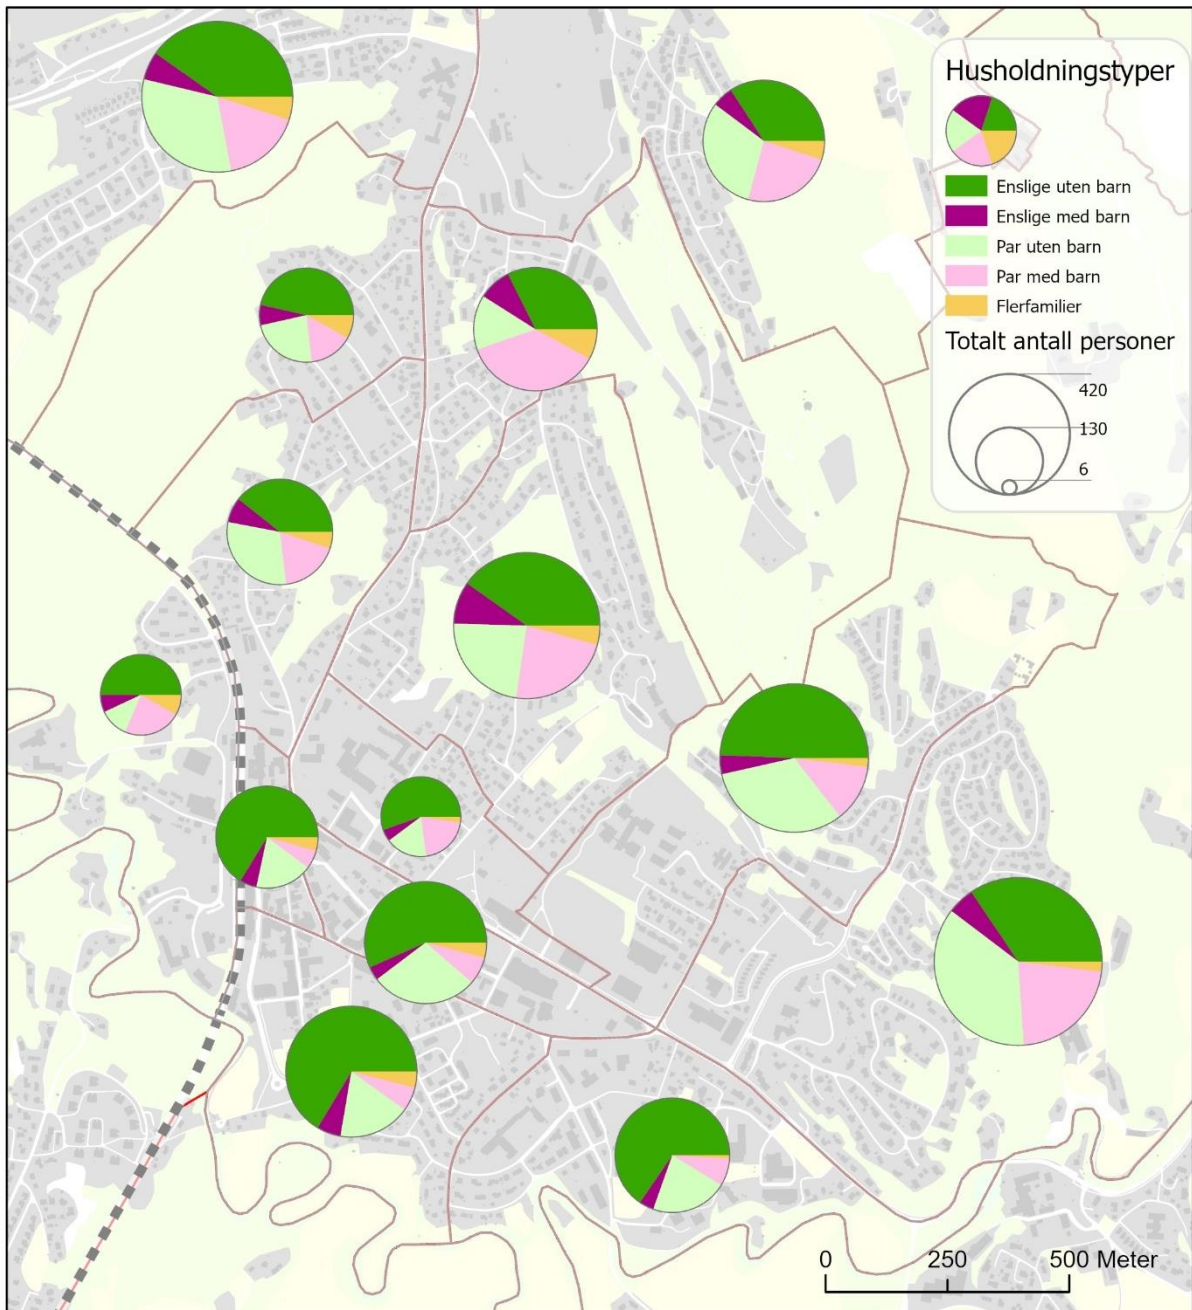 Husholdningstyper
Enslige uten barn
Enslige med barn
Par uten barn
Par med barn
Flerfamilier
Totalt antall personer
420
130
6
0 250 500 Meter